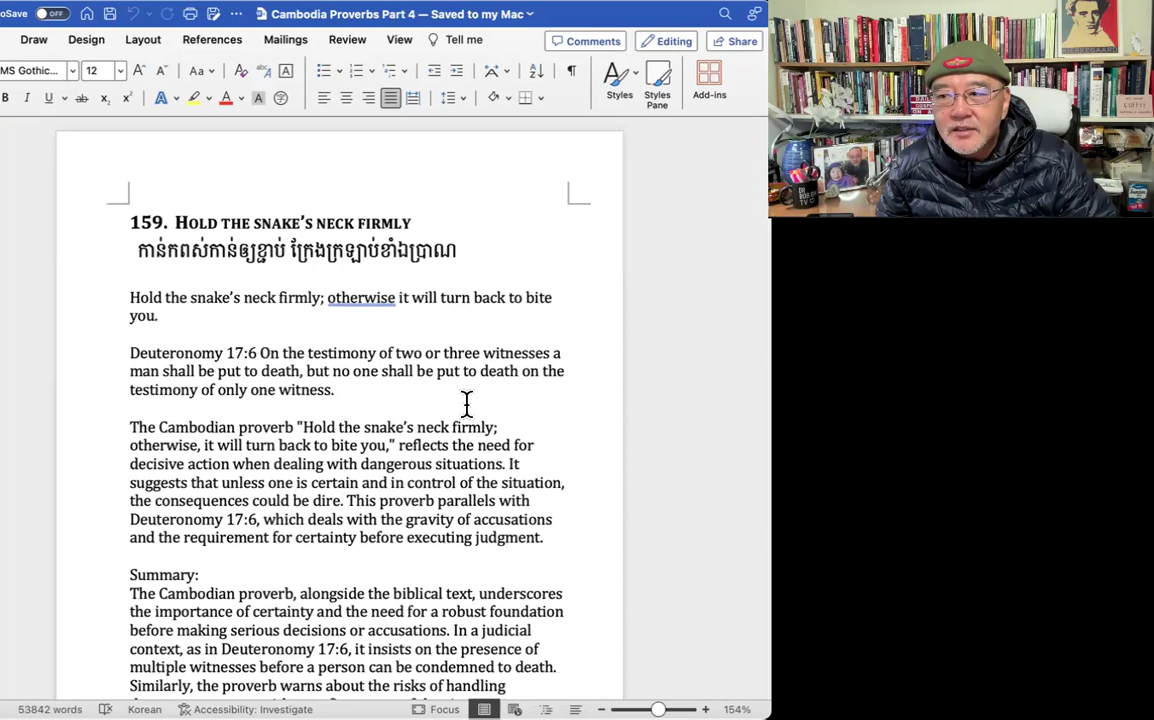 oSave OFF Cambodia Proverbs Part 4 — Saved to my Mac
Draw Design Layout References Mailings Review View Tell me Comments Editing Share
MS Gothic... 12 A A Aa A
B I U ab x₂ x² A A A Styles Styles Pane Add-ins
KIERKEGAARD
159. HOLD THE SNAKE'S NECK FIRMLY
កាន់កពស់កាន់ឲ្យខ្ជាប់ ក្រែងក្រឡាប់ខាំឯប្រាណ
Hold the snake's neck firmly; otherwise it will turn back to bite
you.
Deuteronomy 17:6 On the testimony of two or three witnesses a
man shall be put to death, but no one shall be put to death on the
testimony of only one witness.
The Cambodian proverb "Hold the snake's neck firmly;
otherwise, it will turn back to bite you," reflects the need for
decisive action when dealing with dangerous situations. It
suggests that unless one is certain and in control of the situation,
the consequences could be dire. This proverb parallels with
Deuteronomy 17:6, which deals with the gravity of accusations
and the requirement for certainty before executing judgment.
Summary:
The Cambodian proverb, alongside the biblical text, underscores
the importance of certainty and the need for a robust foundation
before making serious decisions or accusations. In a judicial
context, as in Deuteronomy 17:6, it insists on the presence of
multiple witnesses before a person can be condemned to death.
Similarly, the proverb warns about the risks of handling
53842 words Korean Accessibility: Investigate Focus 154%